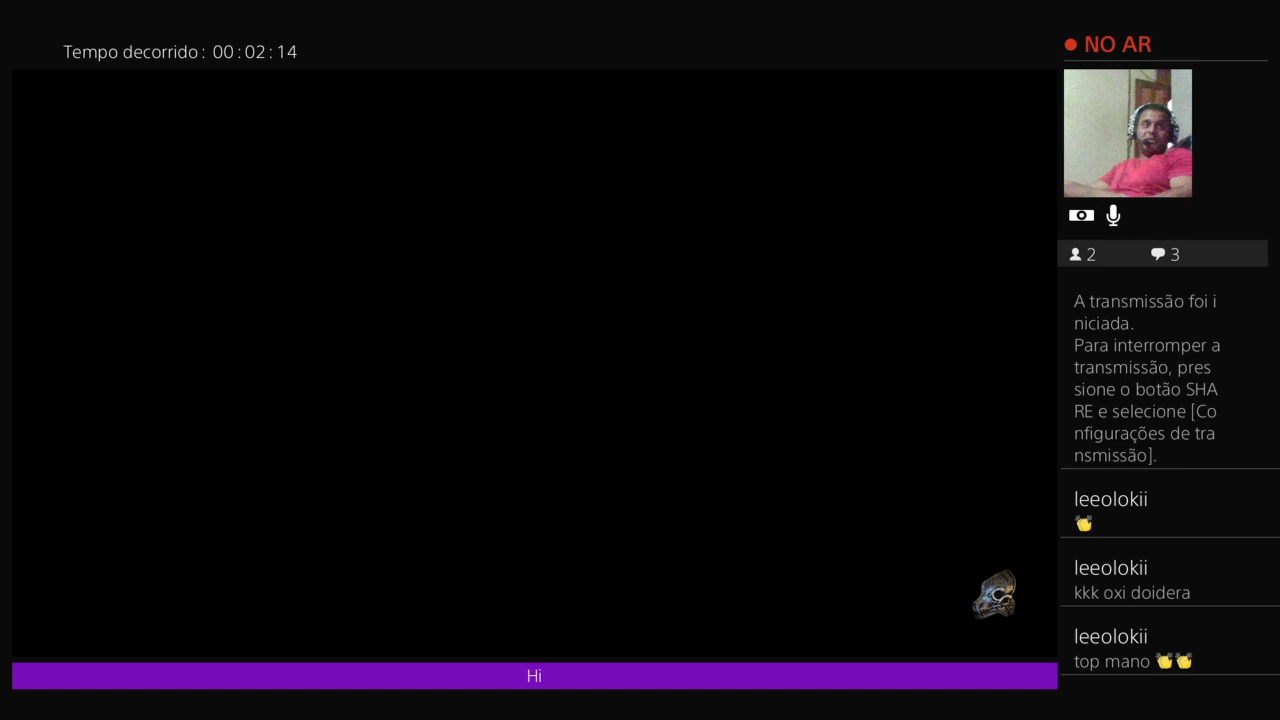 Tempo decorrido : 00 : 02 : 14
NO AR
2 3
A transmissão foi i
niciada.
Para interromper a
transmissão, pres
sione o botão SHA
RE e selecione [Co
nfigurações de tra
nsmissão].
leeolokii
👏
leeolokii
kkk oxi doidera
leeolokii
top mano 👏👏
Hi